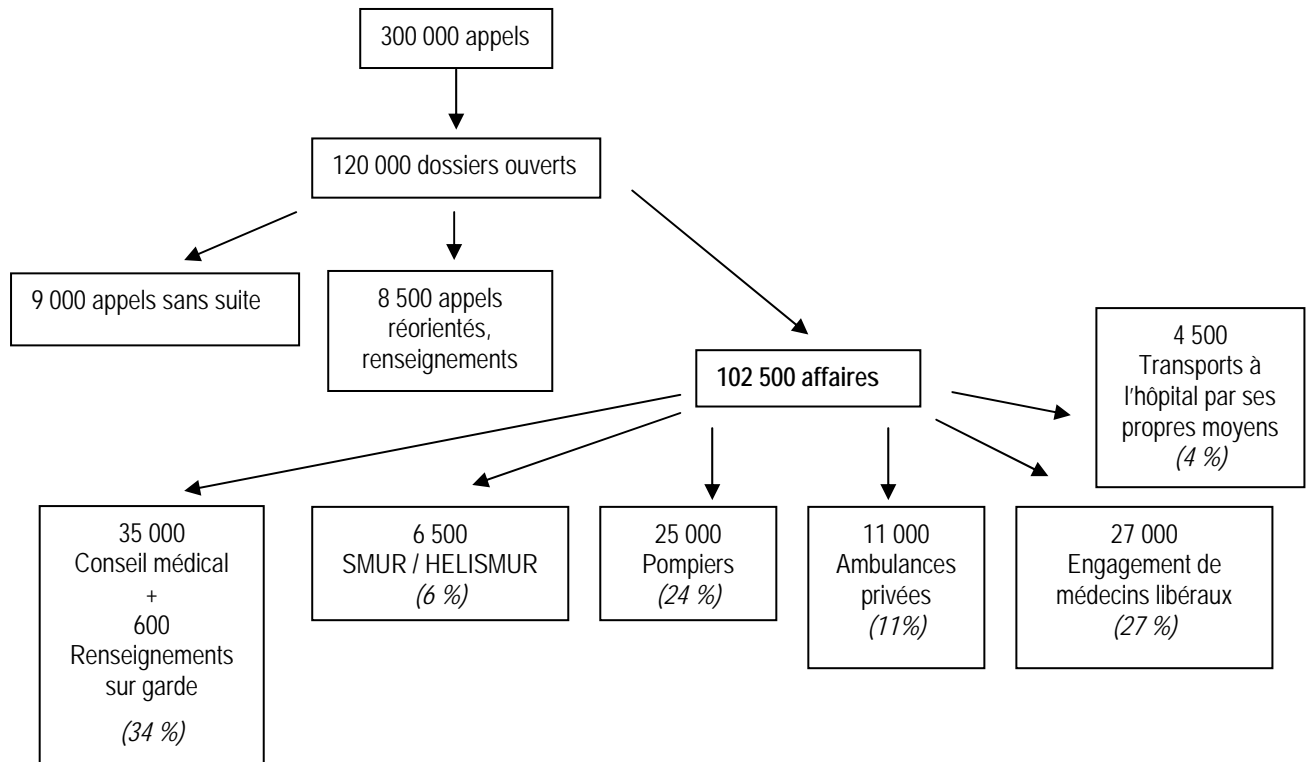 300 000 appels
120 000 dossiers ouverts
9 000 appels sans suite
8 500 appels
réorientés,
renseignements
102 500 affaires
4 500
Transports à
l'hôpital par ses
propres moyens
(4 %)
35 000
Conseil médical
+
600
Renseignements
sur garde
(34 %)
6 500
SMUR / HELISMUR
(6 %)
25 000
Pompiers
(24 %)
11 000
Ambulances
privées
(11%)
27 000
Engagement de
médecins libéraux
(27 %)